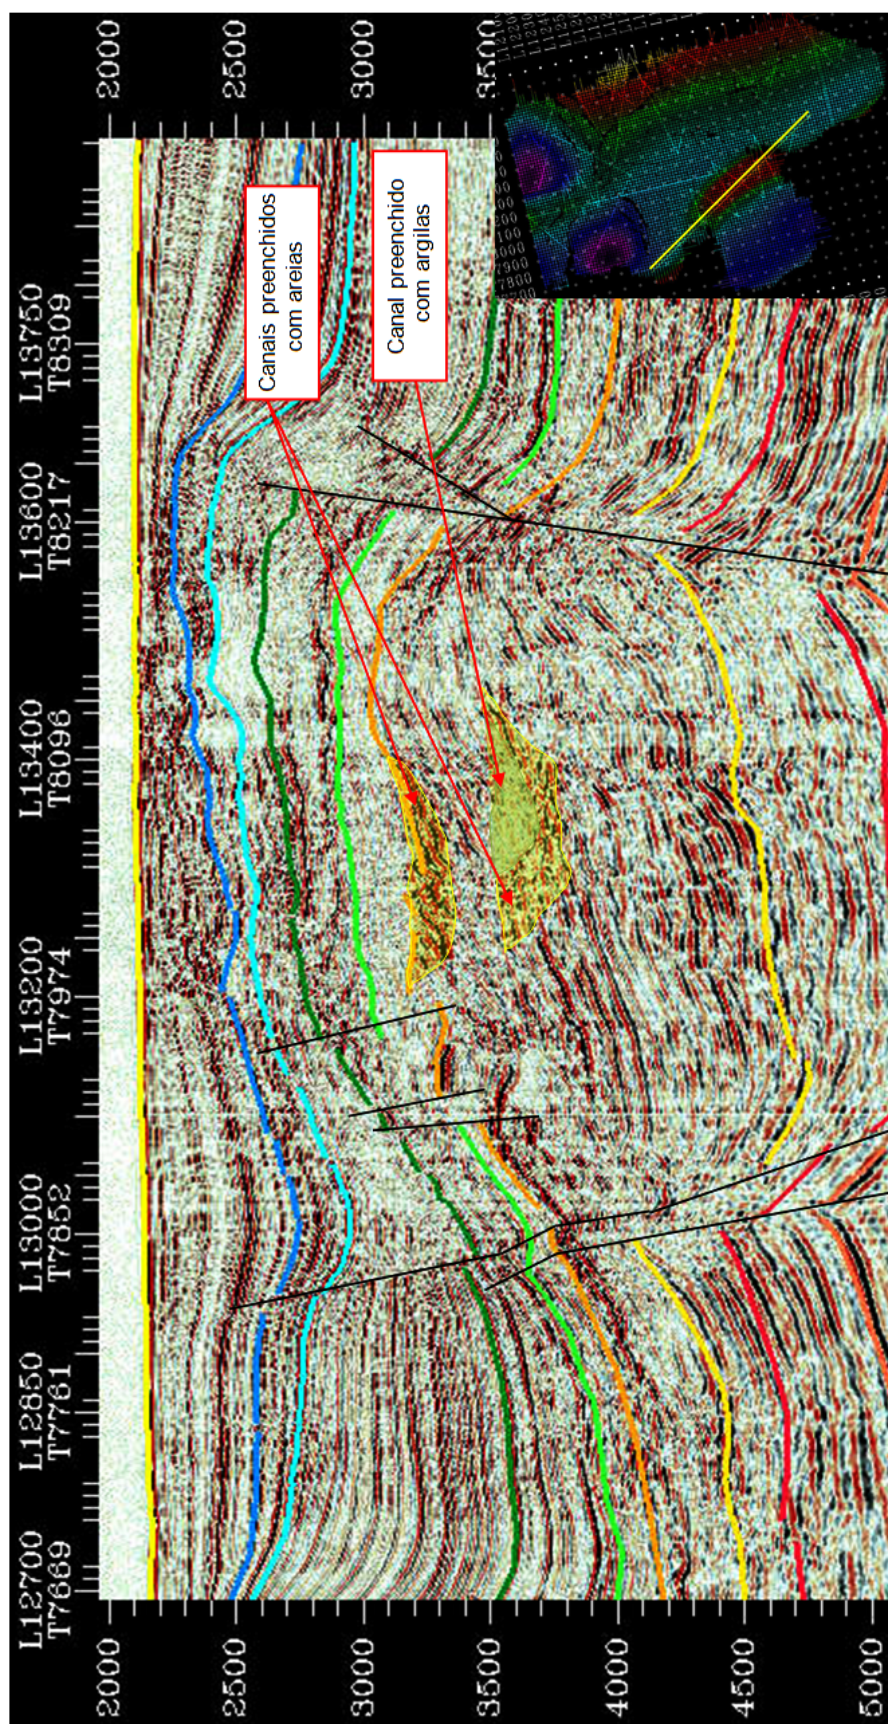 L12700 L12850 L13000 L13200 L13400 L13600 L13750
T7669 T7761 T7852 T7974 T8096 T8217 T8309
2000 2000
2500 2500
Canais preenchidos
com areias
3000 3000
Canal preenchido
com argilas
3500 3500
4000
4500
5000